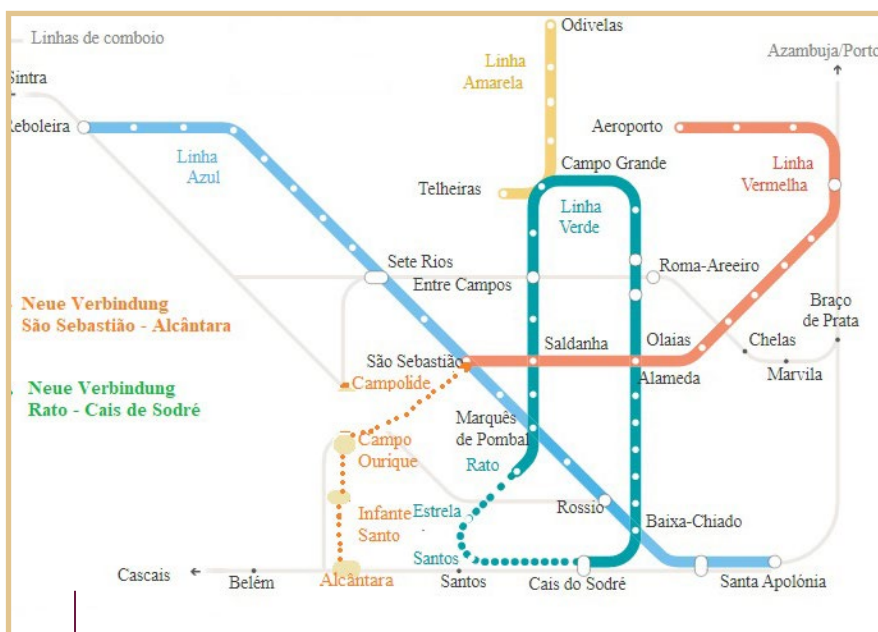 Linhas de comboio
Sintra
Reboleira
Linha
Azul
Odivelas
Linha
Amarela
Telheiras
Campo Grande
Linha
Verde
Aeroporto
Linha
Vermelha
Azambuja/Porto
Sete Rios
Entre Campos
Roma-Areeiro
Braço
de Prata
Chelas
Marvila
Olaias
Alameda
Saldanha
São Sebastião
Neue Verbindung
São Sebastião - Alcântara
Neue Verbindung
Rato - Cais de Sodré
Campolide
Campo
Ourique
Infante
Santo
Alcântara
Marquês
de Pombal
Rato
Estrela
Santos
Rossio
Baixa-Chiado
Cascais
Belém
Santos
Cais do Sodré
Santa Apolónia